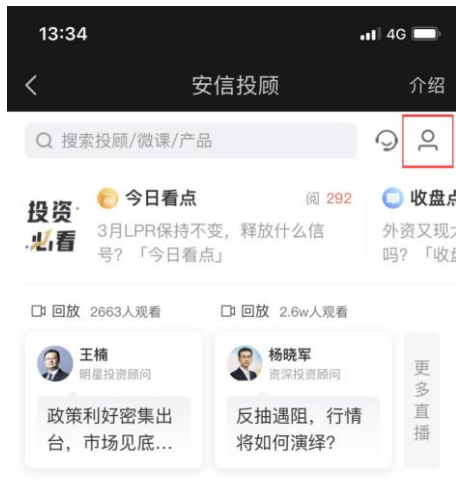 13:34 4G
安信投顾 介绍
搜索投顾/微课/产品
投资必看
今日看点 阅 292
3月LPR保持不变，释放什么信
号？「今日看点」
收盘点
外资又现
吗？「收盘
回放 2663人观看
回放 2.6w人观看
王楠
明星投资顾问
政策利好密集出
台，市场见底...
杨晓军
资深投资顾问
反抽遇阻，行情
将如何演绎？
更多直播